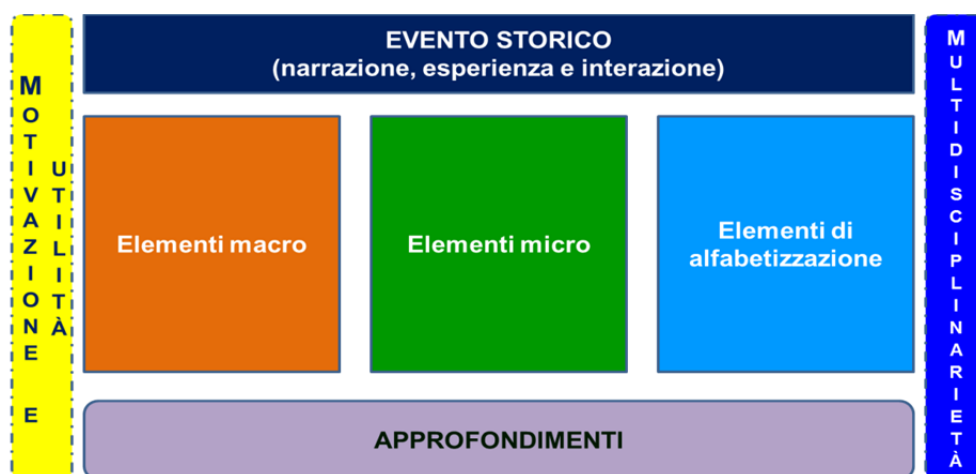 MOTIVAZIONE E
UTILITÀ
EVENTO STORICO
(narrazione, esperienza e interazione)
Elementi macro
Elementi micro
Elementi di
alfabetizzazione
APPROFONDIMENTI
MULTIDISCIPLINARIETÀ